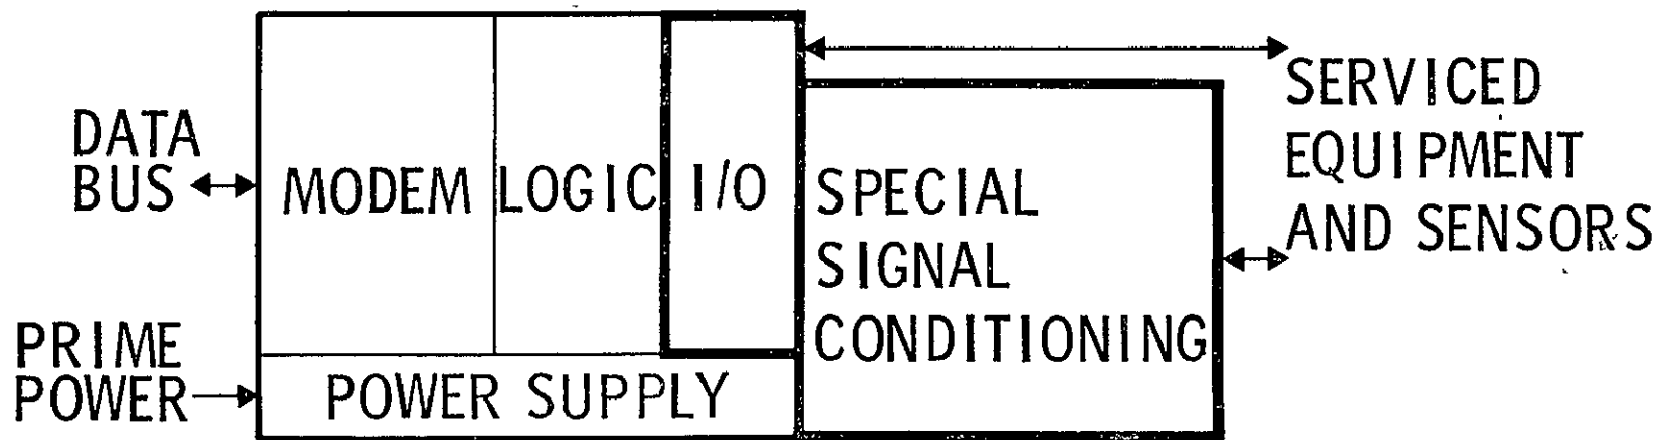 DATA
BUS
PRIME
POWER
MODEM
LOGIC
I/O
POWER SUPPLY
SPECIAL
SIGNAL
CONDITIONING
SERVICED
EQUIPMENT
AND SENSORS